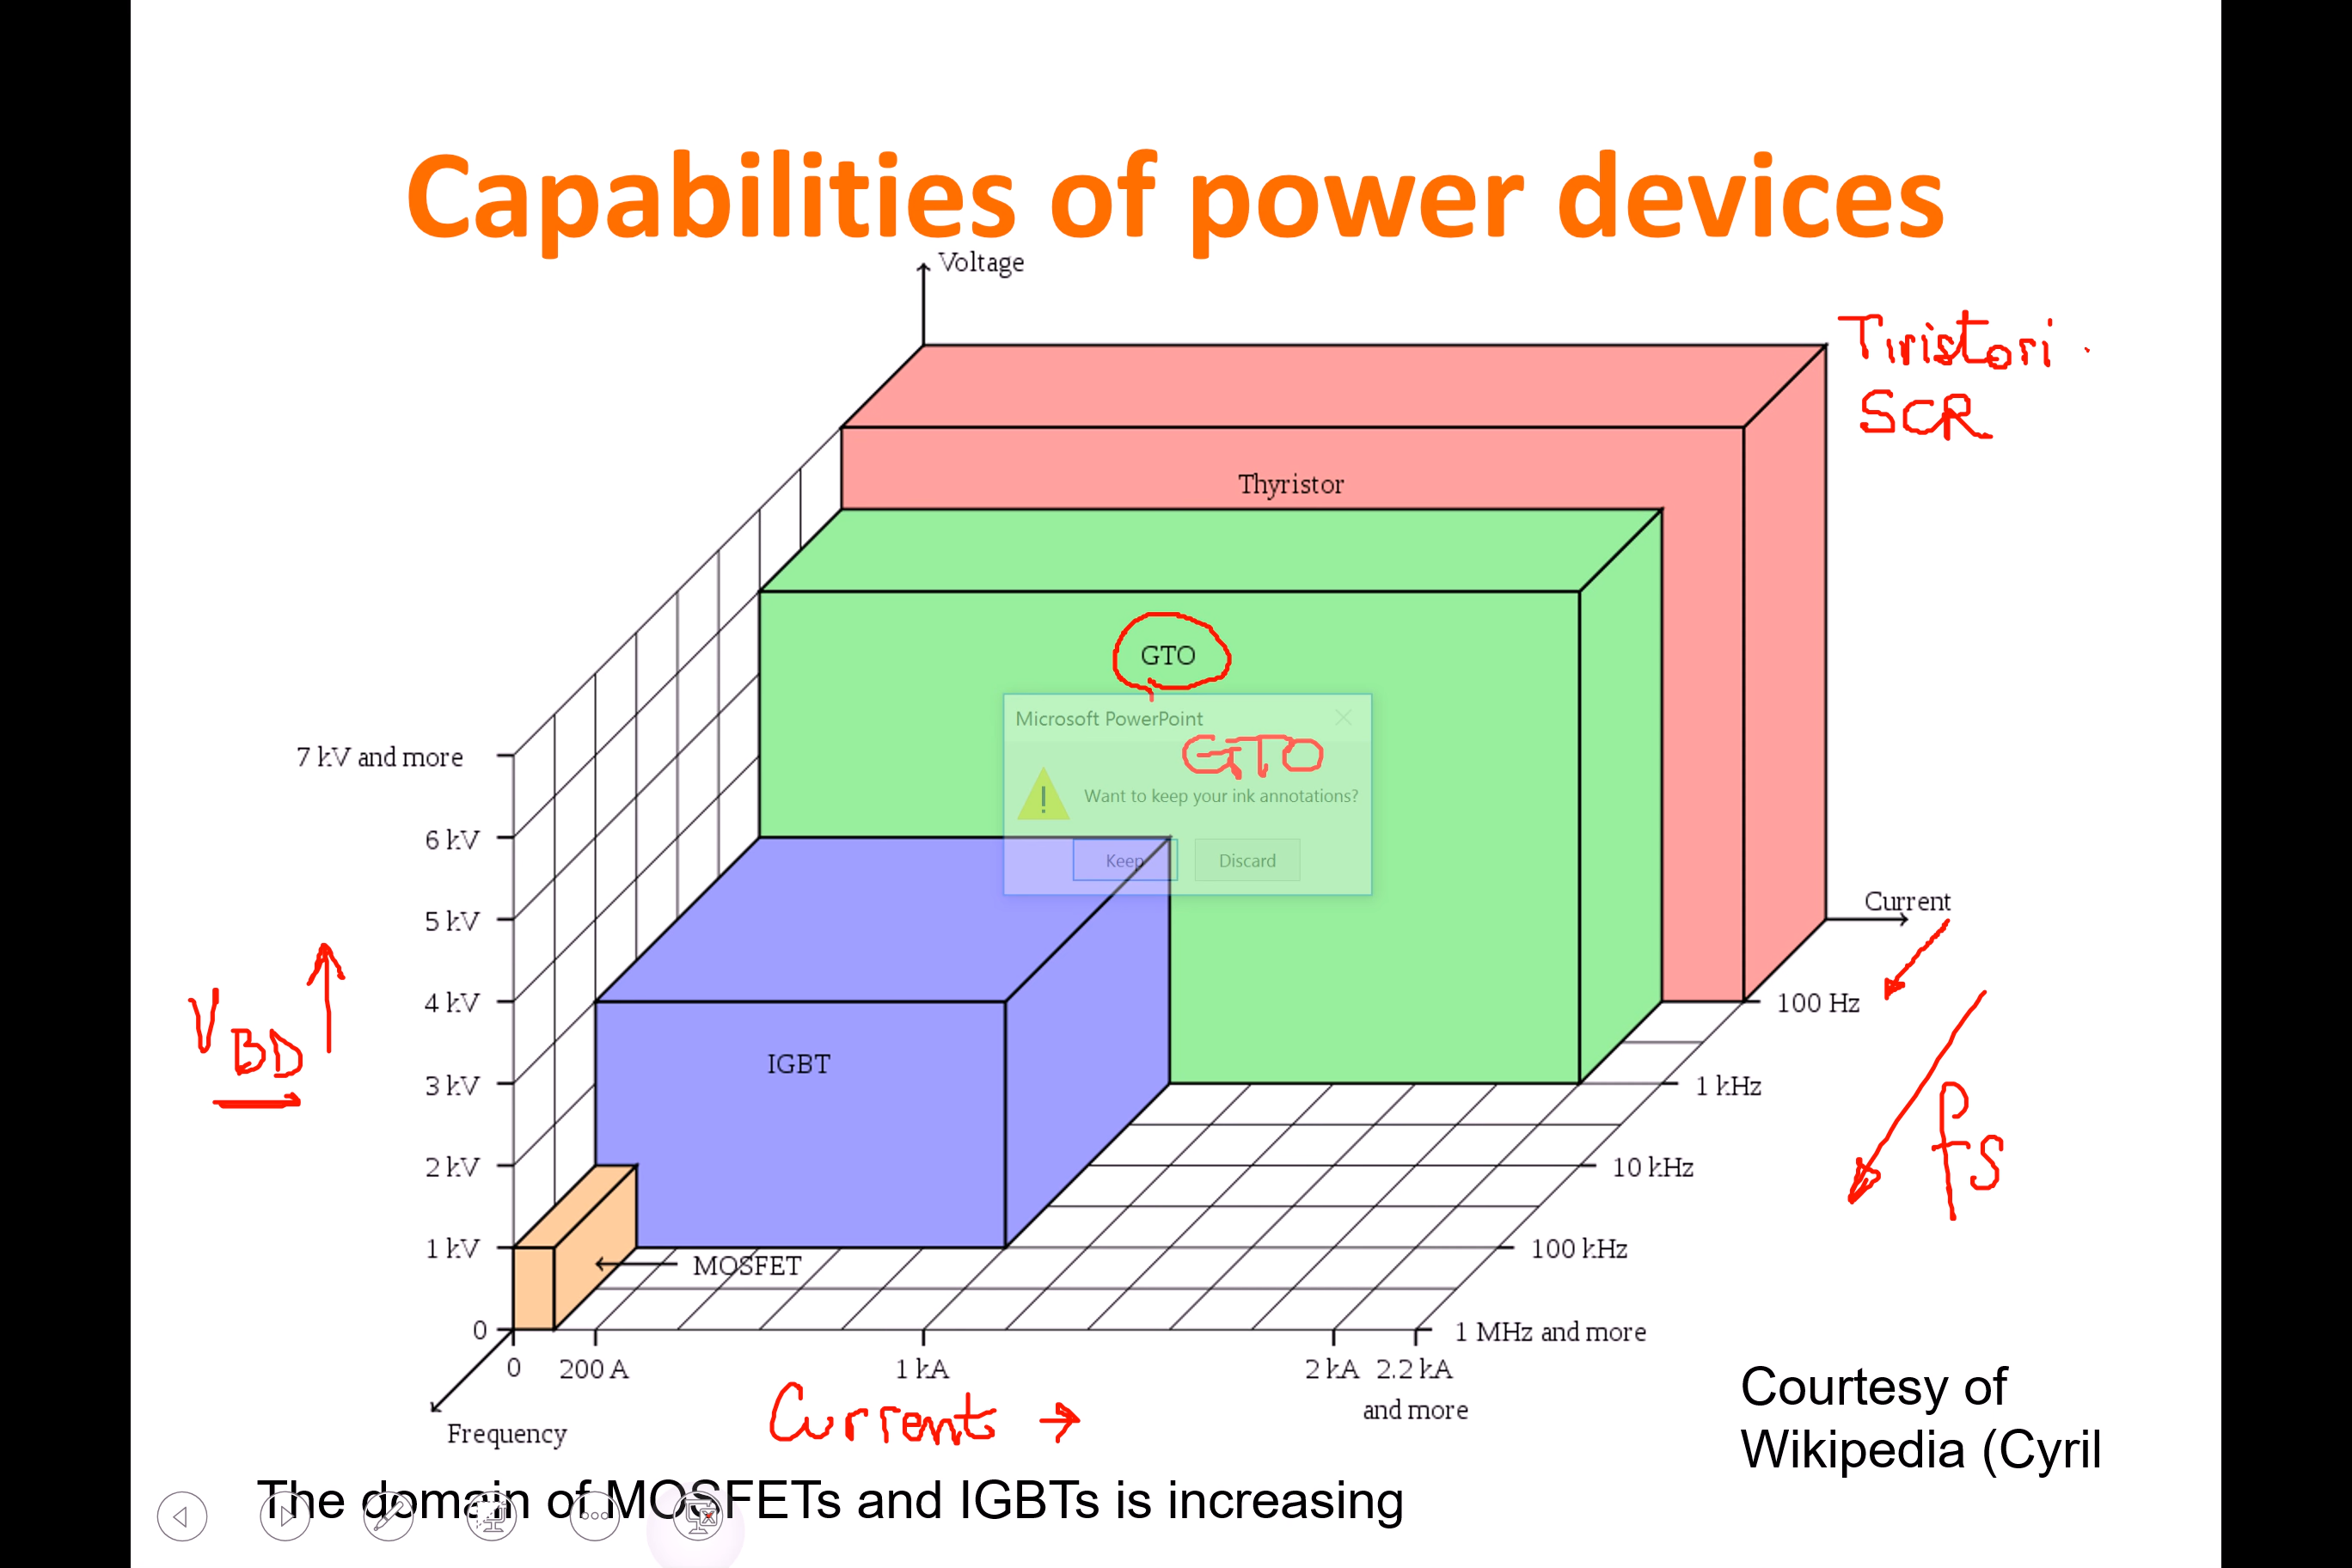 Capabilities of power devices
Voltage
Tiristori
SCR
Thyristor
GTO
Microsoft PowerPoint
GTO
Want to keep your ink annotations?
Keep
Discard
7 kV and more
6 kV
5 kV
4 kV
3 kV
2 kV
1 kV
0
VBD
IGBT
MOSFET
Current
100 Hz
1 kHz
10 kHz
100 kHz
1 MHz and more
fs
0
200 A
1 kA
2 kA
2.2 kA
and more
Frequency
Currents →
Courtesy of
Wikipedia (Cyril
The domain of MOSFETs and IGBTs is increasing